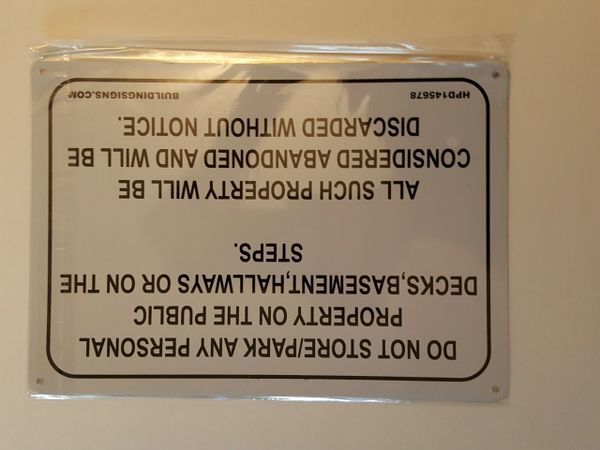 DO NOT STORE/PARK ANY PERSONAL
PROPERTY ON THE PUBLIC
DECKS,BASEMENT,HALLWAYS OR ON THE
STEPS.
ALL SUCH PROPERTY WILL BE
CONSIDERED ABANDONED AND WILL BE
DISCARDED WITHOUT NOTICE.
HPD145678 BUILDINGSIGNS.COM